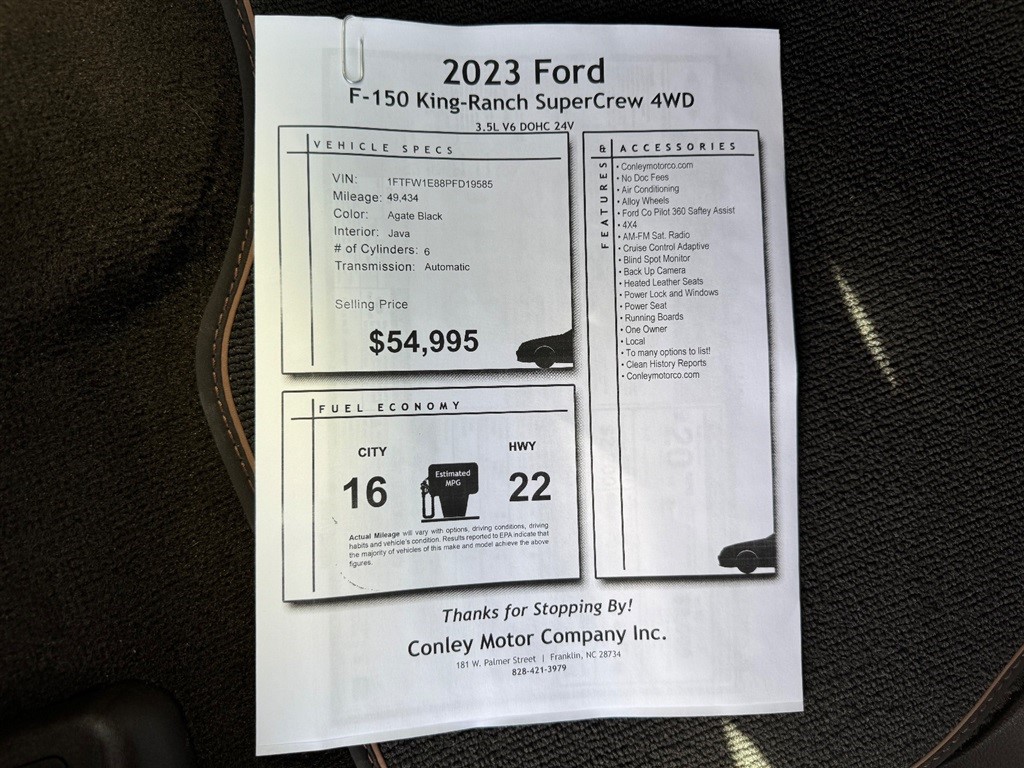 2023 Ford
F-150 King-Ranch SuperCrew 4WD
3.5L V6 DOHC 24V
VEHICLE SPECS
VIN: 1FTFW1E88PFD19585
Mileage: 49,434
Color: Agate Black
Interior: Java
# of Cylinders: 6
Transmission: Automatic
Selling Price
$54,995
FUEL ECONOMY
CITY
16
Estimated
MPG
HWY
22
Actual Mileage will vary with options, driving conditions, driving
habits and vehicle's condition. Results reported to EPA indicate that
the majority of vehicles of this make and model achieve the above
figures.
FEATURES & ACCESSORIES
• Conleymotorco.com
• No Doc Fees
• Air Conditioning
• Alloy Wheels
• Ford Co Pilot 360 Saftey Assist
• 4X4
• AM-FM Sat. Radio
• Cruise Control Adaptive
• Blind Spot Monitor
• Back Up Camera
• Heated Leather Seats
• Power Lock and Windows
• Power Seat
• Running Boards
• One Owner
• Local
• To many options to list!
• Clean History Reports
• Conleymotorco.com
Thanks for Stopping By!
Conley Motor Company Inc.
181 W. Palmer Street | Franklin, NC 28734
828-421-3979